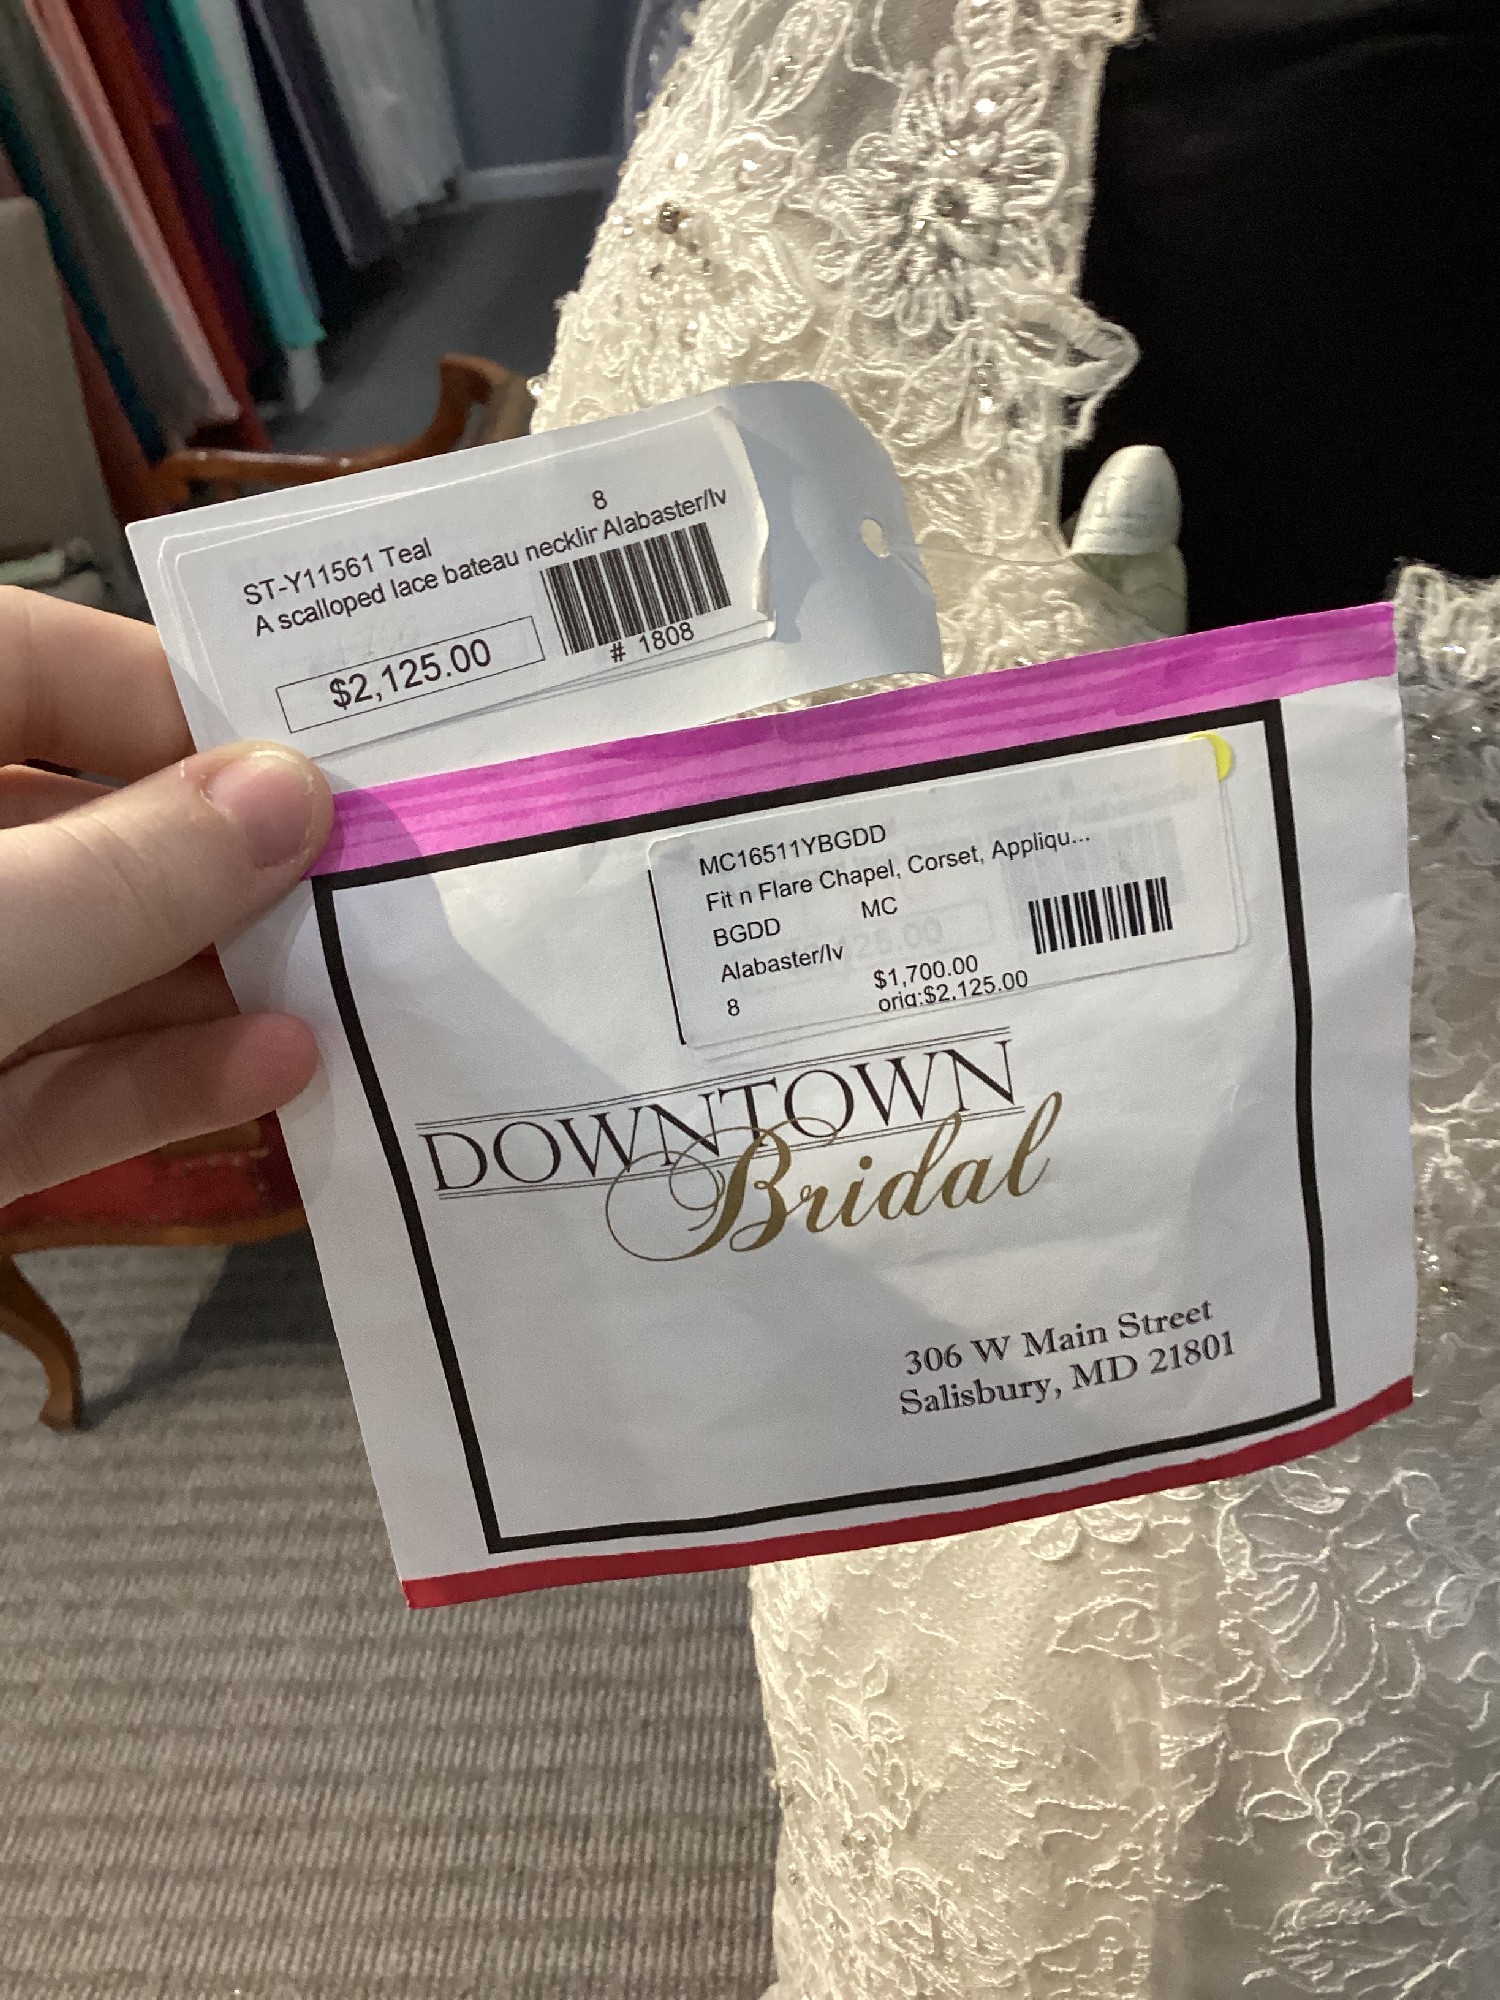 8
ST-Y11561 Teal
A scalloped lace bateau necklir Alabaster/Iv
$2,125.00
# 1808
MC16511YBGDD
Fit n Flare Chapel, Corset, Appliqu...
BGDD MC
Alabaster/Iv
$1,700.00
8 orig:$2,125.00
DOWNTOWN
Bridal
306 W Main Street
Salisbury, MD 21801